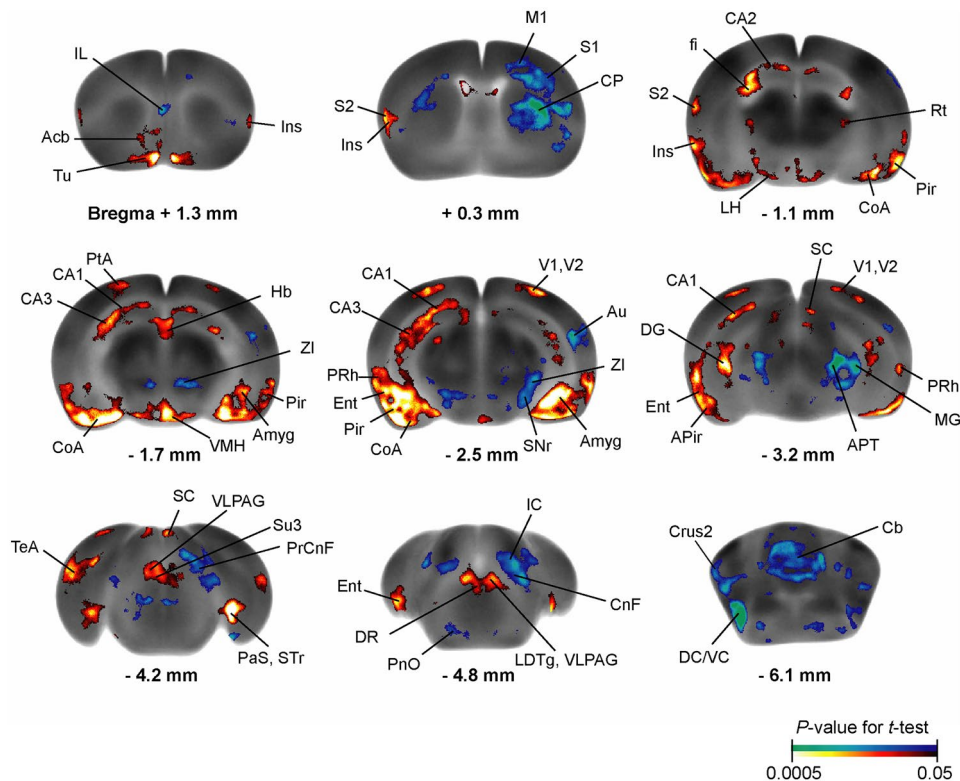 IL
Acb
Tu
Ins
Bregma + 1.3 mm
M1
S1
CP
S2
Ins
+ 0.3 mm
CA2
fi
S2
Rt
Ins
LH
CoA
Pir
- 1.1 mm
PtA
CA1
CA3
Hb
ZI
Pir
CoA
VMH
Amyg
- 1.7 mm
CA1
V1,V2
CA3
Au
PRh
ZI
Ent
Pir
CoA
SNr
Amyg
- 2.5 mm
SC
V1,V2
CA1
DG
PRh
Ent
MG
APir
APT
- 3.2 mm
SC
VLPAG
Su3
TeA
PrCnF
PaS, STr
- 4.2 mm
IC
Ent
CnF
DR
PnO
LDTg, VLPAG
- 4.8 mm
Crus2
Cb
DC/VC
- 6.1 mm
P-value for t-test
0.0005 0.05